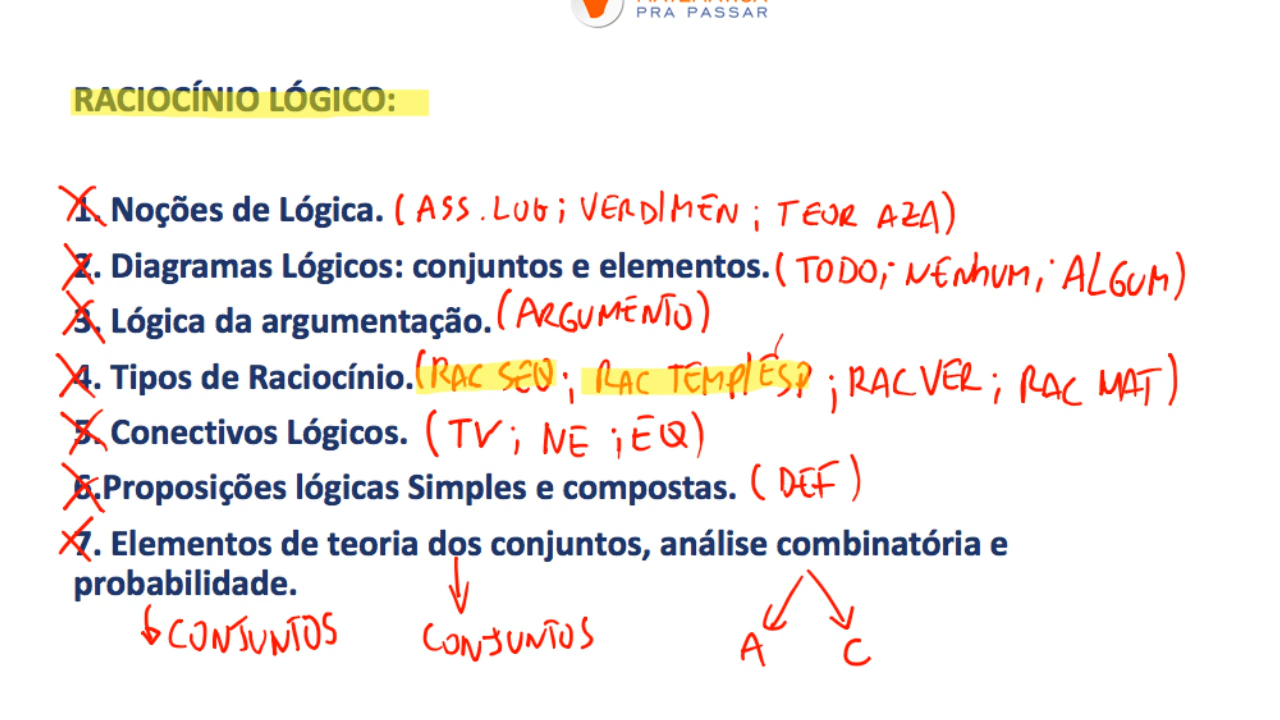 PRA PASSAR
RACIOCÍNIO LÓGICO:
1. Noções de Lógica. (ASS.LOG; VERD/MEN; TEOR AZA)
2. Diagramas Lógicos: conjuntos e elementos. (TODO; NENHUM; ALGUM)
3. Lógica da argumentação. (ARGUMENTO)
4. Tipos de Raciocínio. (RAC SEQ; RAC TEMP/ESP; RAC VER; RAC MAT)
5. Conectivos Lógicos. (TV; NE; EQ)
6.Proposições lógicas Simples e compostas. (DEF)
7. Elementos de teoria dos conjuntos, análise combinatória e
probabilidade.
CONJUNTOS CONJUNTOS A C